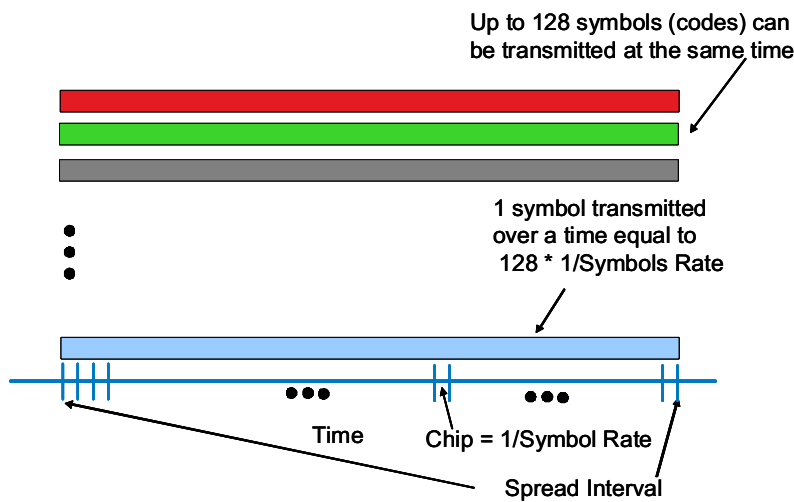 Up to 128 symbols (codes) can
be transmitted at the same time
1 symbol transmitted
over a time equal to
128 * 1/Symbols Rate
Time
Chip = 1/Symbol Rate
Spread Interval